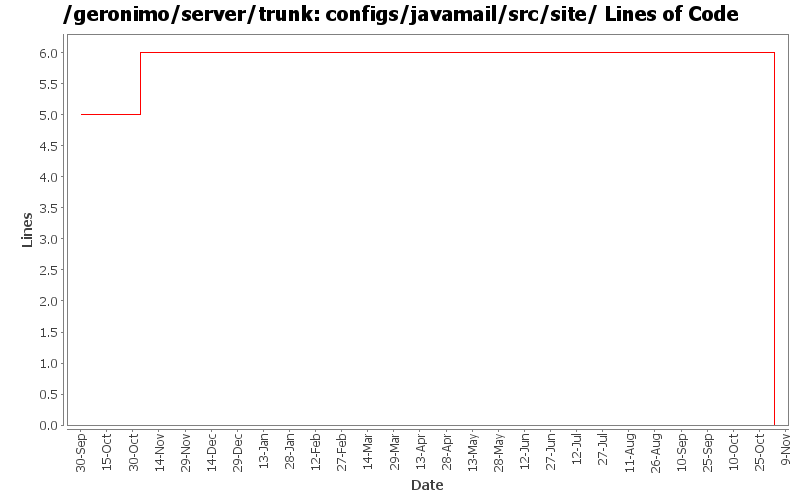 /geronimo/server/trunk: configs/javamail/src/site/ Lines of Code
6.0
5.5
5.0
4.5
4.0
3.5
3.0
2.5
2.0
1.5
1.0
0.5
0.0
Lines
30-Sep
15-Oct
30-Oct
14-Nov
29-Nov
14-Dec
29-Dec
13-Jan
28-Jan
12-Feb
27-Feb
14-Mar
29-Mar
13-Apr
28-Apr
13-May
28-May
12-Jun
27-Jun
12-Jul
27-Jul
11-Aug
26-Aug
10-Sep
25-Sep
10-Oct
25-Oct
9-Nov
Date